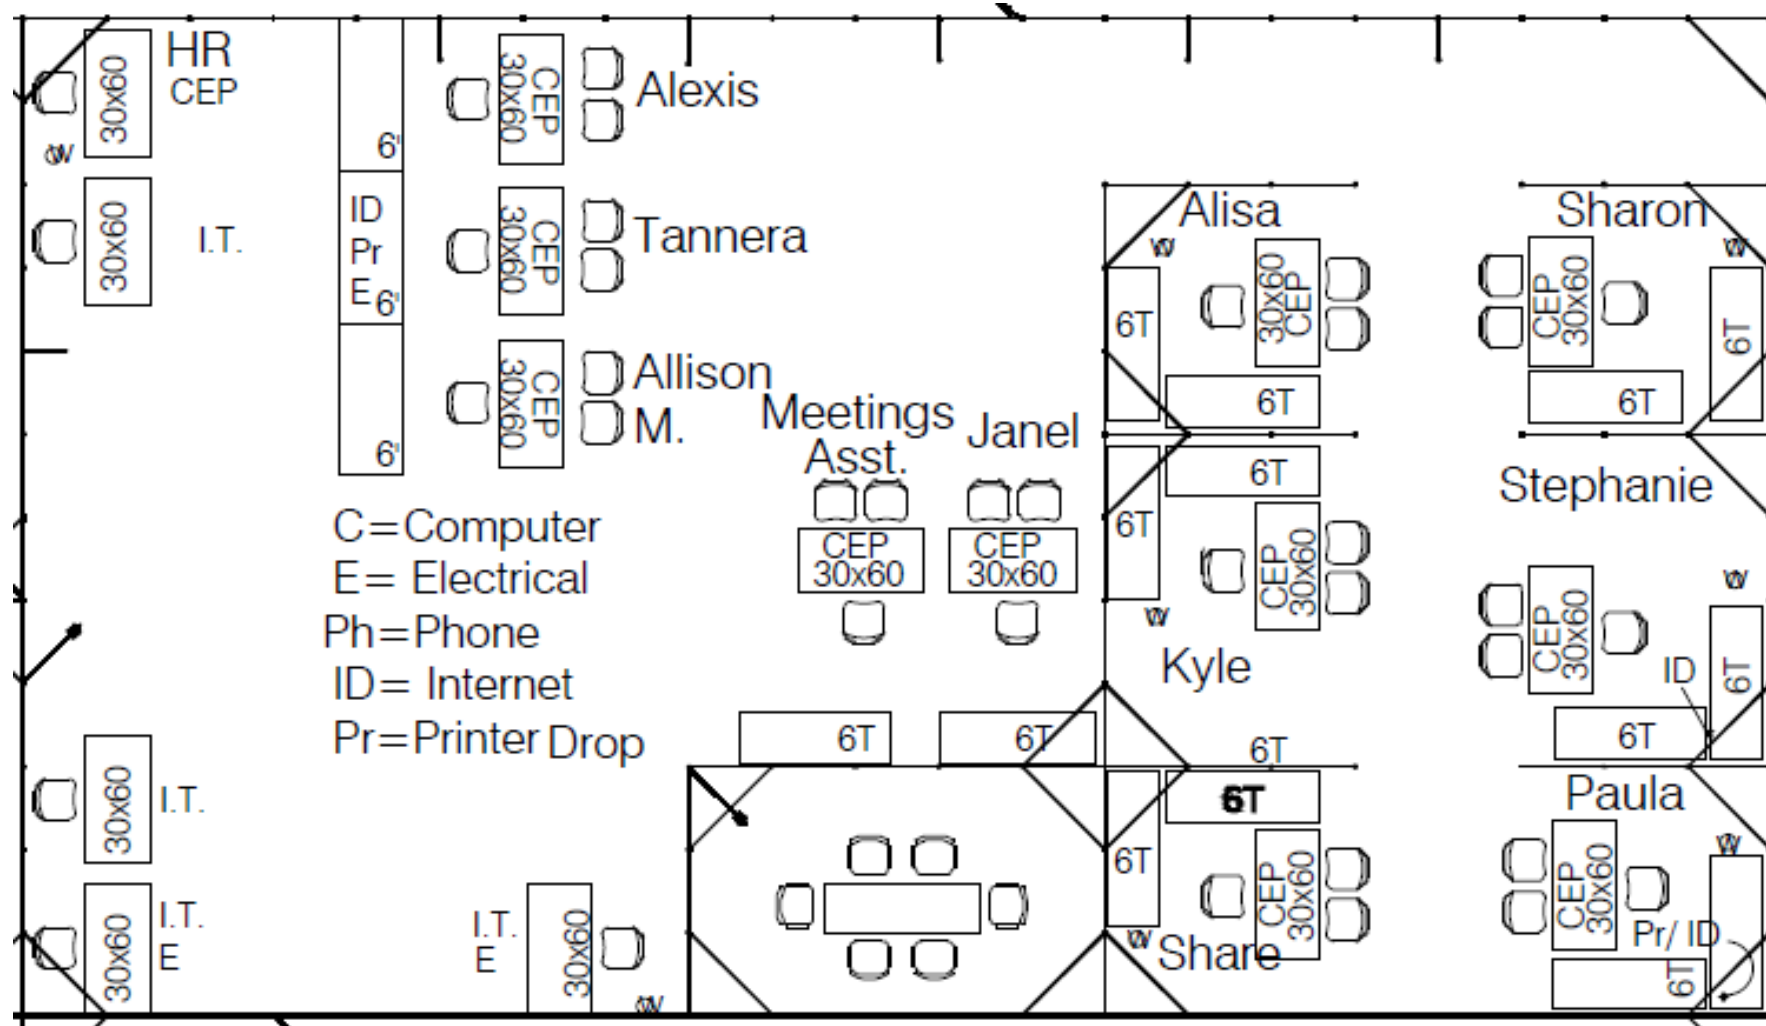 HR
CEP
30x60
W
30x60
I.T.
6'
ID
Pr
E
6'
6'
CEP
30x60
Alexis
CEP
30x60
Tannera
CEP
30x60
Allison
M.
Meetings
Asst.
CEP
30x60
Janel
CEP
30x60
C=Computer
E= Electrical
Ph=Phone
ID= Internet
Pr=Printer Drop
6T
6T
Alisa
W
6T
30x60
CEP
6T
Sharon
W
CEP
30x60
6T
6T
6T
6T
CEP
30x60
W
Kyle
Stephanie
W
CEP
30x60
ID
6T
6T
6T
6T
6T
CEP
30x60
W
Share
Paula
W
CEP
30x60
Pr/ ID
6T
30x60
I.T.
30x60
I.T.
E
I.T.
E
30x60
W